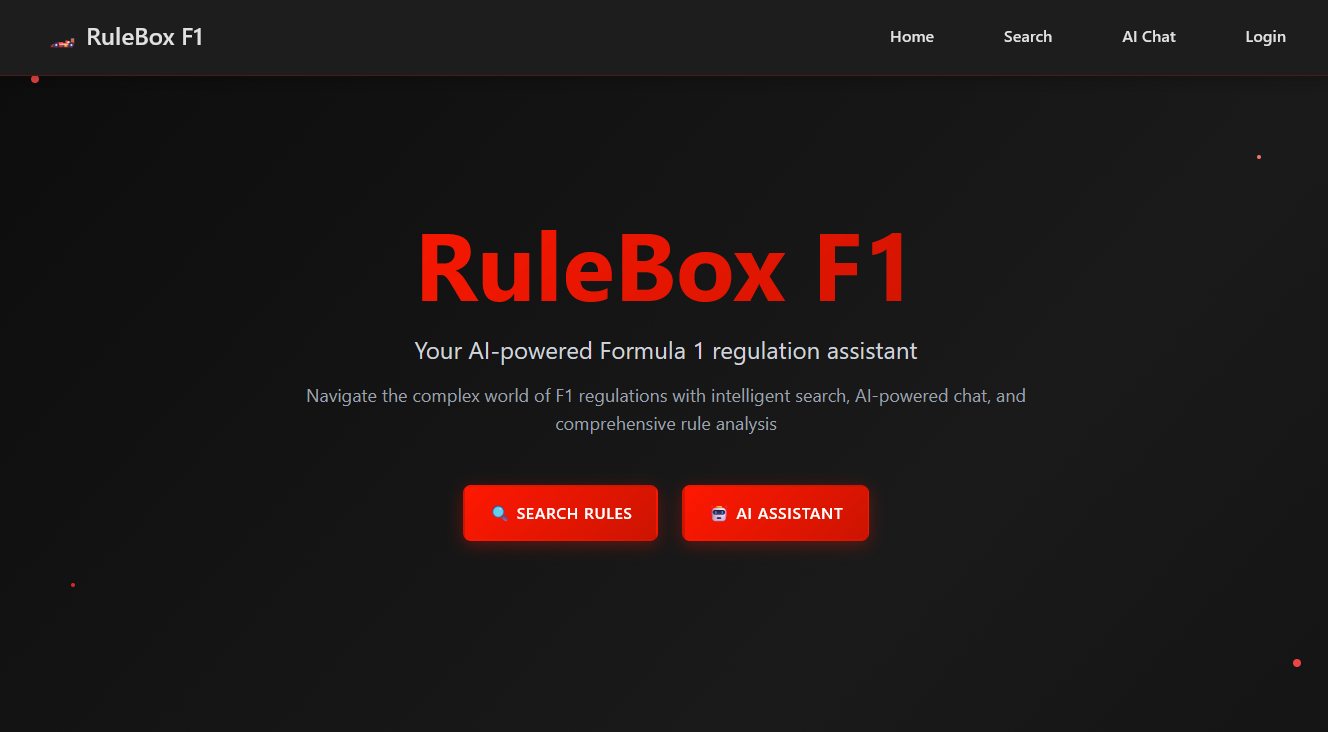 RuleBox F1
Home
Search
AI Chat
Login
RuleBox F1
Your AI-powered Formula 1 regulation assistant
Navigate the complex world of F1 regulations with intelligent search, AI-powered chat, and
comprehensive rule analysis
SEARCH RULES
AI ASSISTANT